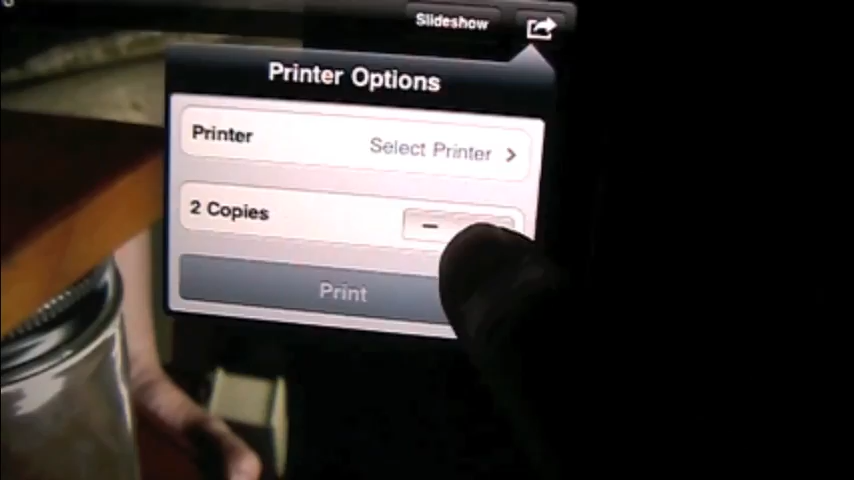 Slideshow
Printer Options
Printer Select Printer
2 Copies
Print